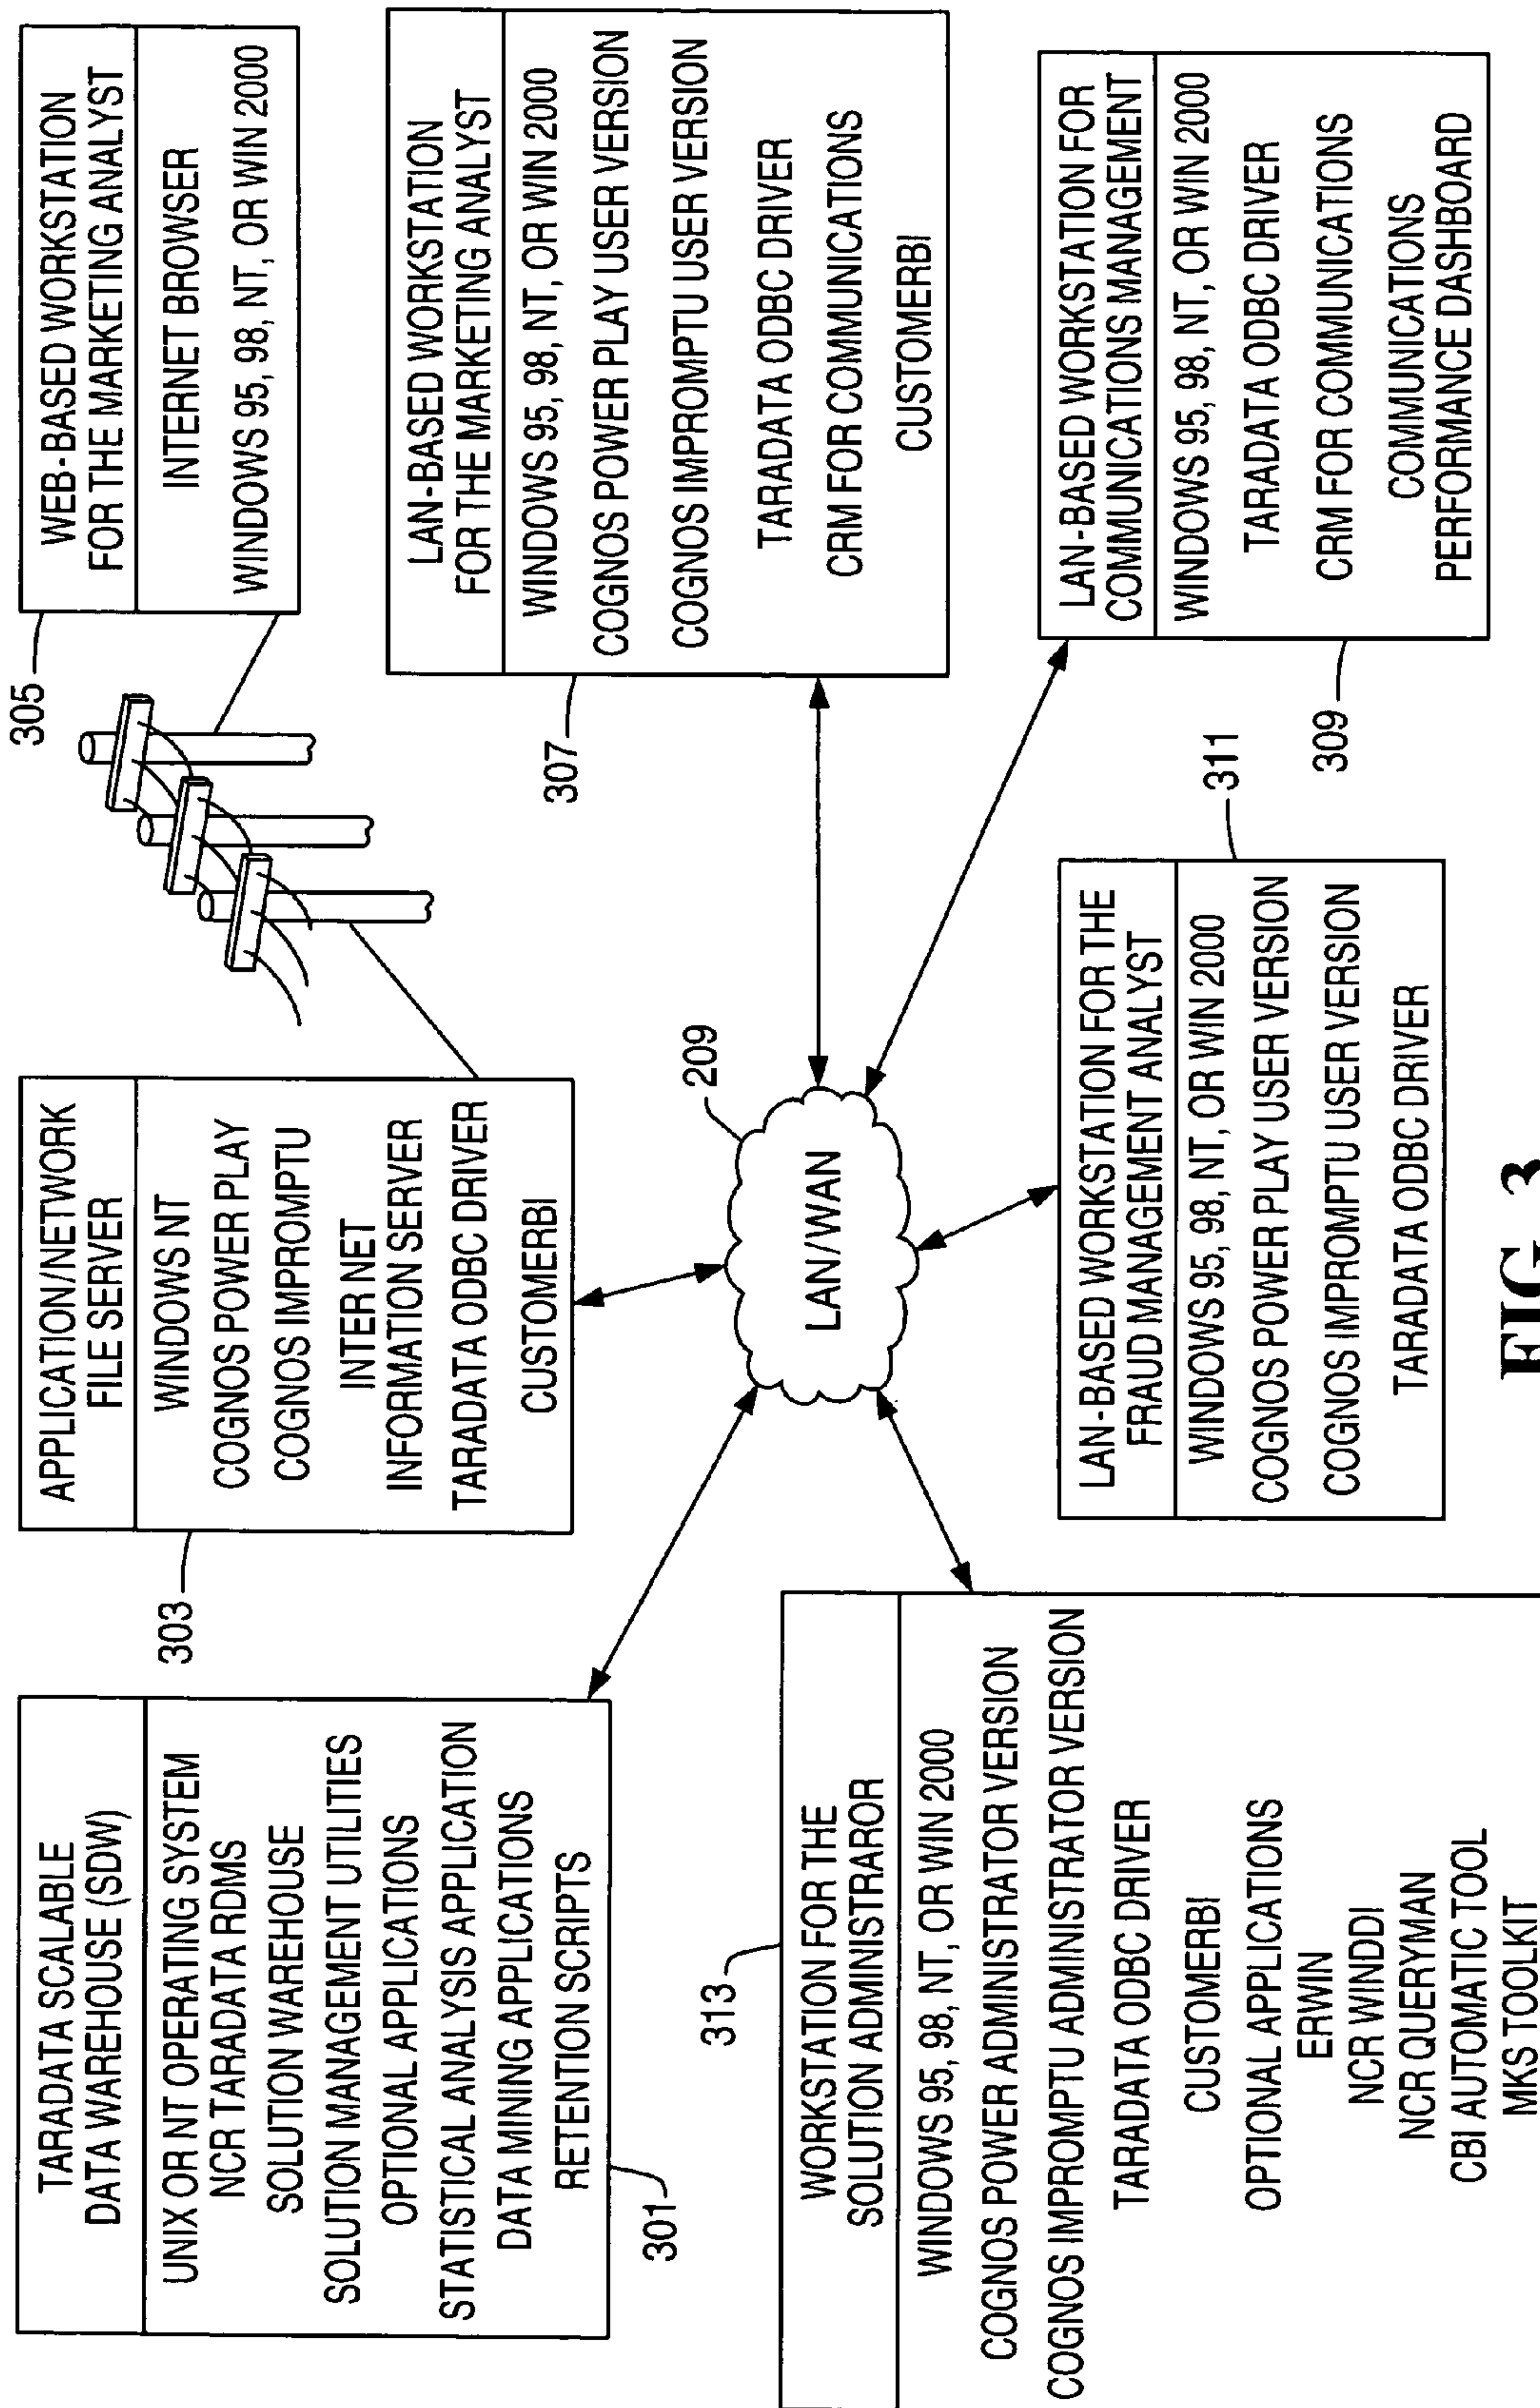 TARADATA SCALABLE
DATA WAREHOUSE (SDW)
UNIX OR NT OPERATING SYSTEM
NCR TARADATA RDMS
SOLUTION WAREHOUSE
SOLUTION MANAGEMENT UTILITIES
OPTIONAL APPLICATIONS
STATISTICAL ANALYSIS APPLICATION
DATA MINING APPLICATIONS
RETENTION SCRIPTS
301
APPLICATION/NETWORK
FILE SERVER
WINDOWS NT
COGNOS POWER PLAY
COGNOS IMPROMPTU
INTER NET
INFORMATION SERVER
TARADATA ODBC DRIVER
CUSTOMERBI
303
305
WEB-BASED WORKSTATION
FOR THE MARKETING ANALYST
INTERNET BROWSER
WINDOWS 95, 98, NT, OR WIN 2000
LAN-BASED WORKSTATION
FOR THE MARKETING ANALYST
WINDOWS 95, 98, NT, OR WIN 2000
COGNOS POWER PLAY USER VERSION
COGNOS IMPROMPTU USER VERSION
TARADATA ODBC DRIVER
CRM FOR COMMUNICATIONS
CUSTOMERBI
307
209
LAN/WAN
313
WORKSTATION FOR THE
SOLUTION ADMINISTRAROR
WINDOWS 95, 98, NT, OR WIN 2000
COGNOS POWER ADMINISTRATOR VERSION
COGNOS IMPROMPTU ADMINISTRATOR VERSION
TARADATA ODBC DRIVER
CUSTOMERBI
OPTIONAL APPLICATIONS
ERWIN
NCR WINDDI
NCR QUERYMAN
CBI AUTOMATIC TOOL
MKS TOOLKIT
LAN-BASED WORKSTATION FOR THE
FRAUD MANAGEMENT ANALYST
WINDOWS 95, 98, NT, OR WIN 2000
COGNOS POWER PLAY USER VERSION
COGNOS IMPROMPTU USER VERSION
TARADATA ODBC DRIVER
311
LAN-BASED WORKSTATION FOR
COMMUNICATIONS MANAGEMENT
WINDOWS 95, 98, NT, OR WIN 2000
TARADATA ODBC DRIVER
CRM FOR COMMUNICATIONS
COMMUNICATIONS
PERFORMANCE DASHBOARD
309
FIG. 3